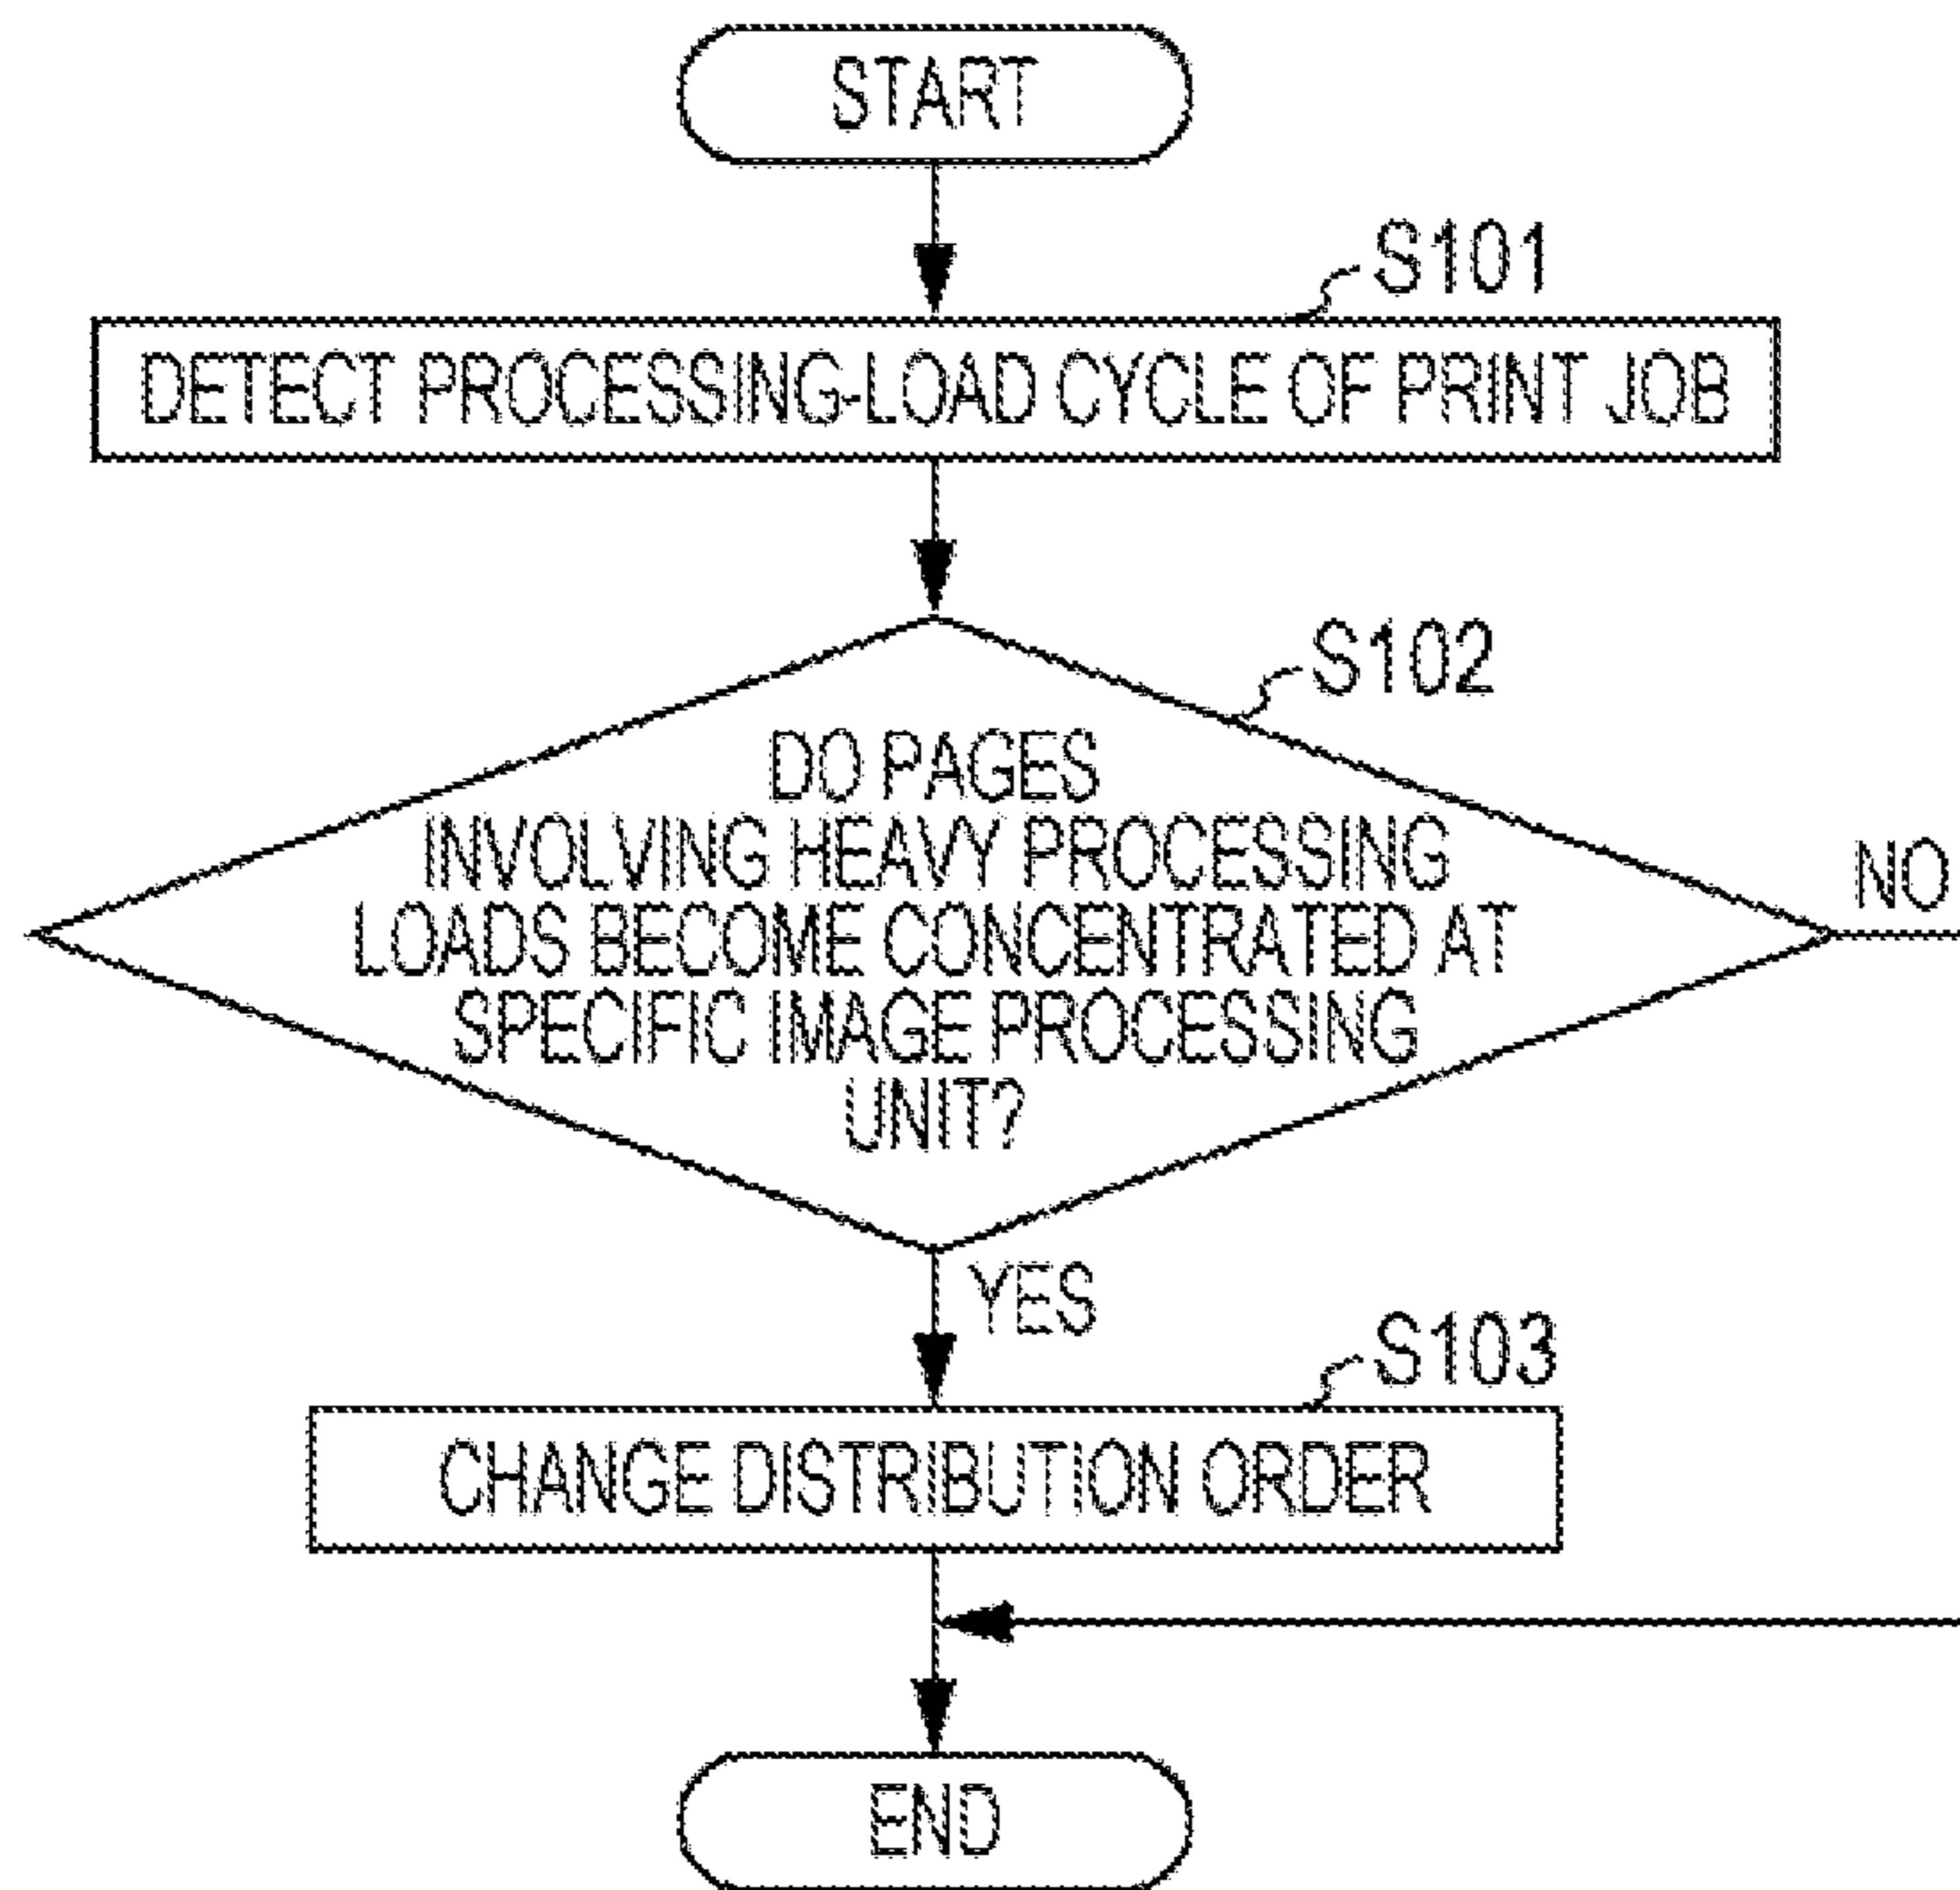 START
S101
DETECT PROCESSING-LOAD CYCLE OF PRINT JOB
S102
DO PAGES
INVOLVING HEAVY PROCESSING
LOADS BECOME CONCENTRATED AT
SPECIFIC IMAGE PROCESSING
UNIT?
NO
YES
S103
CHANGE DISTRIBUTION ORDER
END